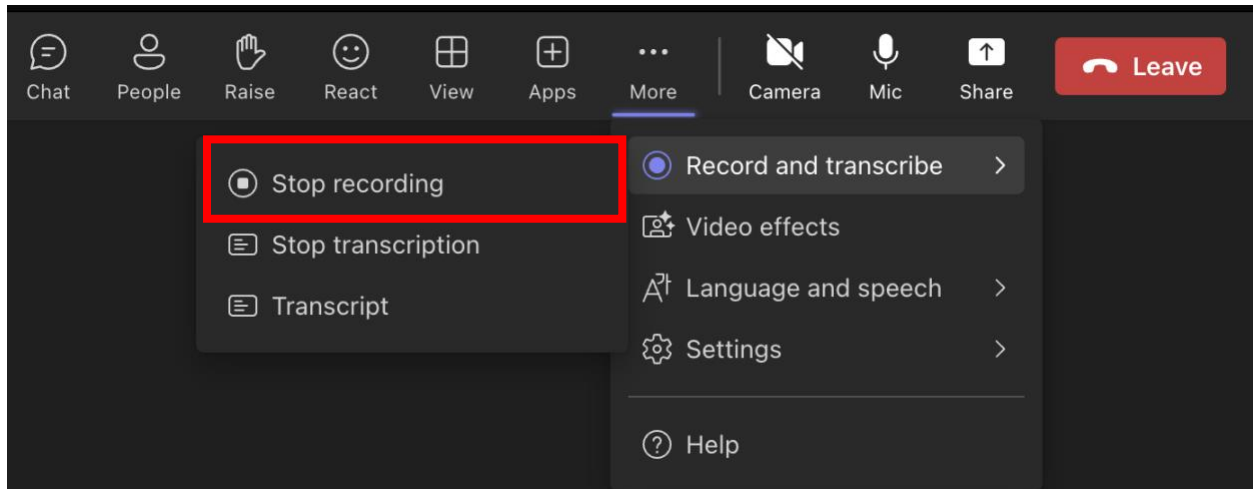 Chat People Raise React View Apps More Camera Mic Share Leave
Stop recording
Stop transcription
Transcript
Record and transcribe
Video effects
Language and speech
Settings
Help